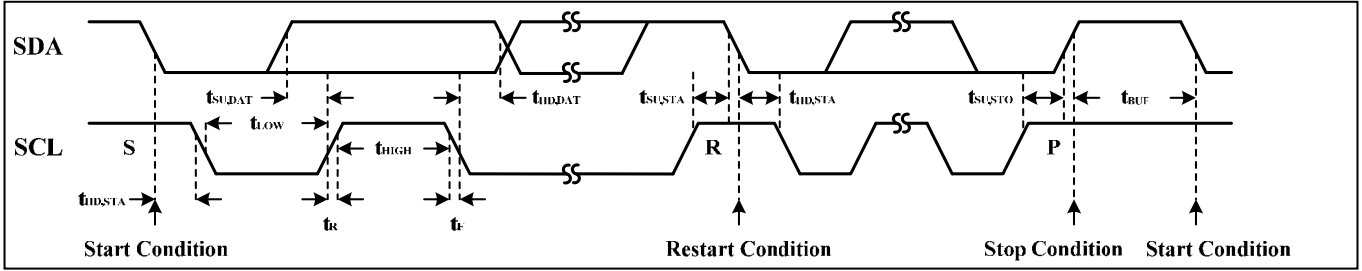 SDA
tSU,DAT
tHD,DAT
tSU,STA
tHD,STA
tSU,STO
tBUF
tLOW
SCL
S
tHIGH
R
P
tHD,STA
tR
tF
Start Condition
Restart Condition
Stop Condition
Start Condition